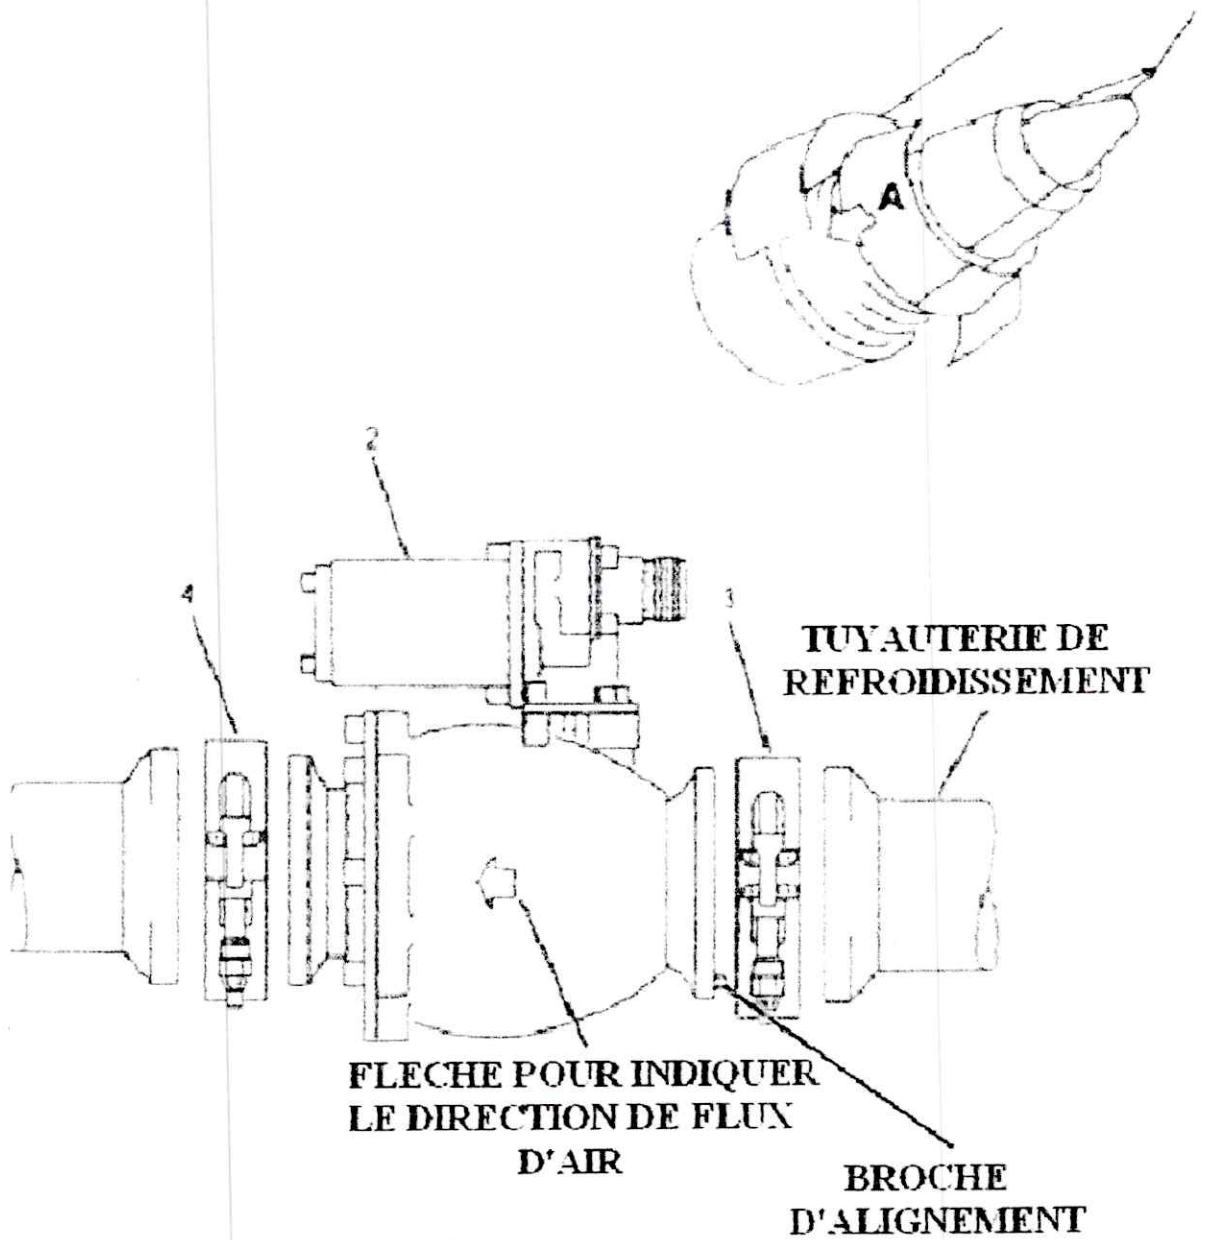 A
2
4
3
TUYAUTERIE DE
REFROIDISSEMENT
FLECHE POUR INDIQUER
LE DIRECTION DE FLUX
D'AIR
BROCHE
D'ALIGNEMENT